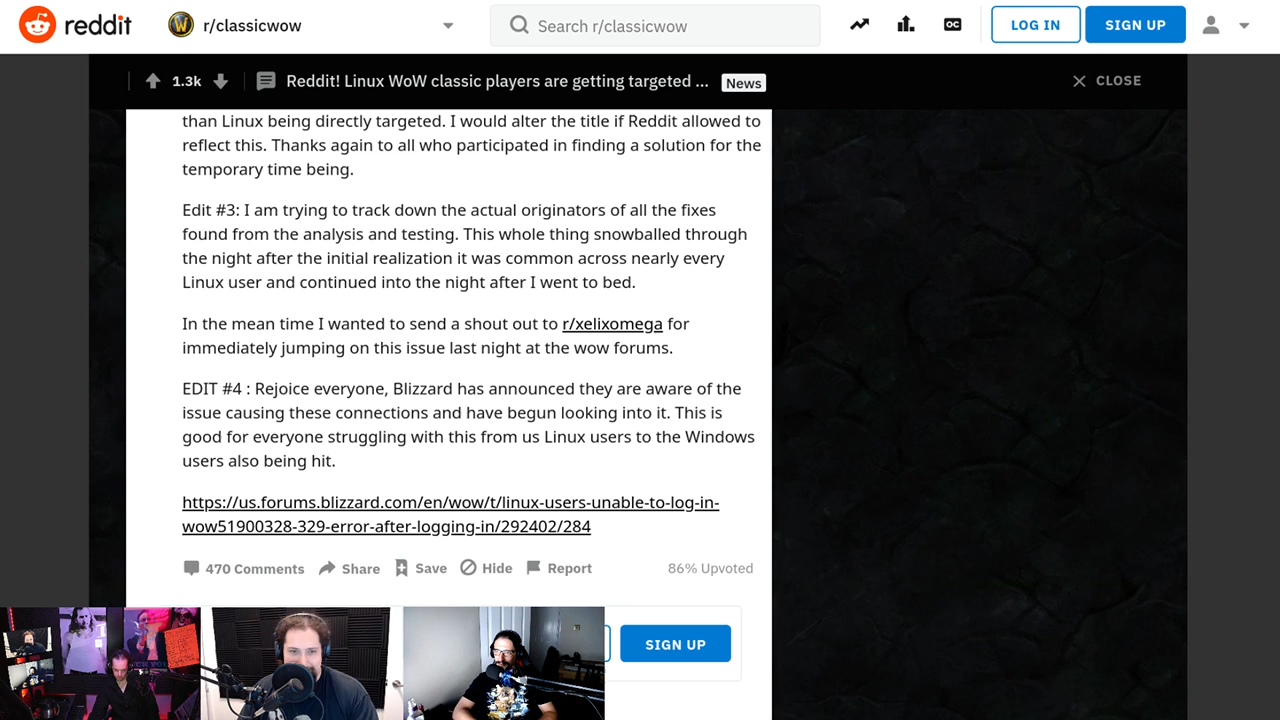 reddit
r/classicwow
Search r/classicwow
OC
LOG IN
SIGN UP
1.3k
Reddit! Linux WoW classic players are getting targeted ...
News
CLOSE
than Linux being directly targeted. I would alter the title if Reddit allowed to
reflect this. Thanks again to all who participated in finding a solution for the
temporary time being.
Edit #3: I am trying to track down the actual originators of all the fixes
found from the analysis and testing. This whole thing snowballed through
the night after the initial realization it was common across nearly every
Linux user and continued into the night after I went to bed.
In the mean time I wanted to send a shout out to r/xelixomega for
immediately jumping on this issue last night at the wow forums.
EDIT #4 : Rejoice everyone, Blizzard has announced they are aware of the
issue causing these connections and have begun looking into it. This is
good for everyone struggling with this from us Linux users to the Windows
users also being hit.
https://us.forums.blizzard.com/en/wow/t/linux-users-unable-to-log-in-
wow51900328-329-error-after-logging-in/292402/284
470 Comments
Share
Save
Hide
Report
86% Upvoted
SIGN UP